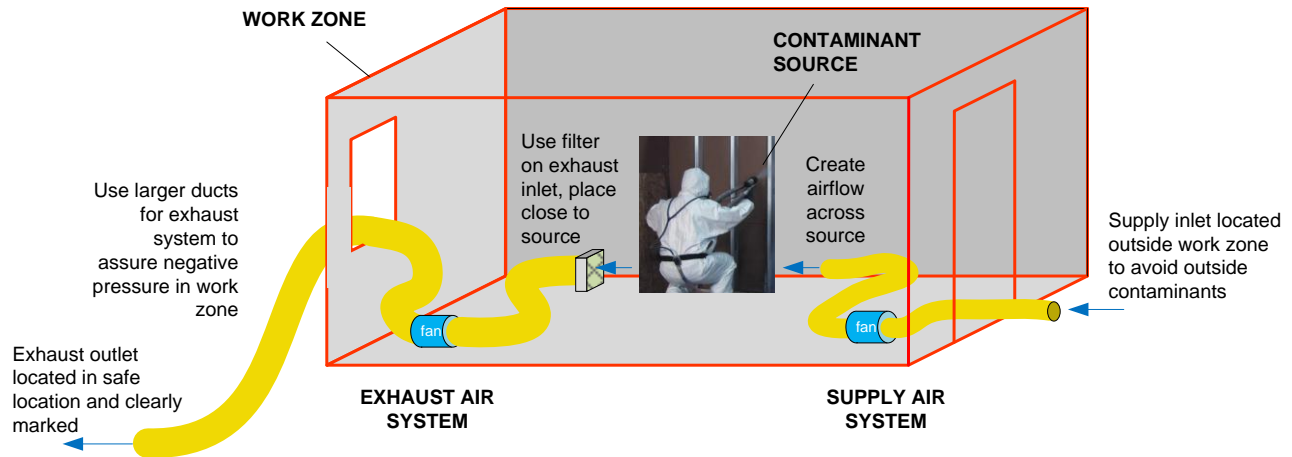 WORK ZONE
CONTAMINANT
SOURCE
Use larger ducts
for exhaust
system to
assure negative
pressure in work
zone
Use filter
on exhaust
inlet, place
close to
source
Create
airflow
across
source
Supply inlet located
outside work zone
to avoid outside
contaminants
fan
fan
Exhaust outlet
located in safe
location and clearly
marked
EXHAUST AIR
SYSTEM
SUPPLY AIR
SYSTEM